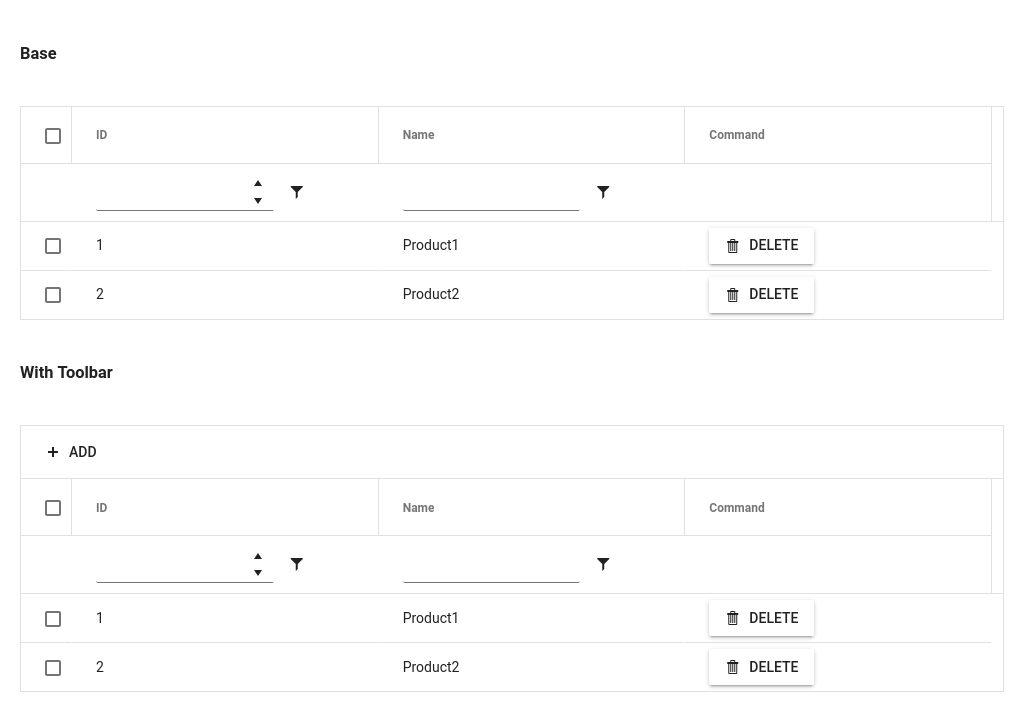 Base
ID Name Command
1 Product1 DELETE
2 Product2 DELETE
With Toolbar
ADD
ID Name Command
1 Product1 DELETE
2 Product2 DELETE